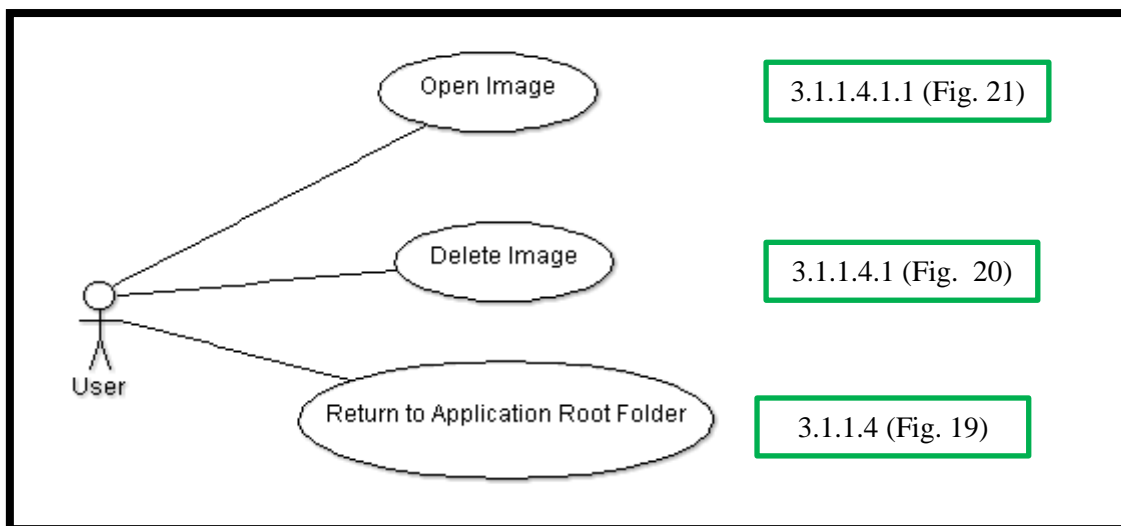 Open Image
3.1.1.4.1.1 (Fig. 21)
Delete Image
3.1.1.4.1 (Fig. 20)
User
Return to Application Root Folder
3.1.1.4 (Fig. 19)